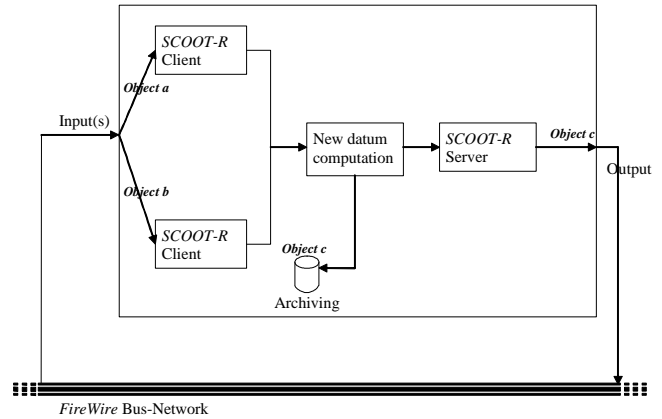 SCOOT-R
Client
Object a
Input(s)
New datum
computation
SCOOT-R
Server
Object c
Output
Object b
SCOOT-R
Client
Object c
Archiving
FireWire Bus-Network